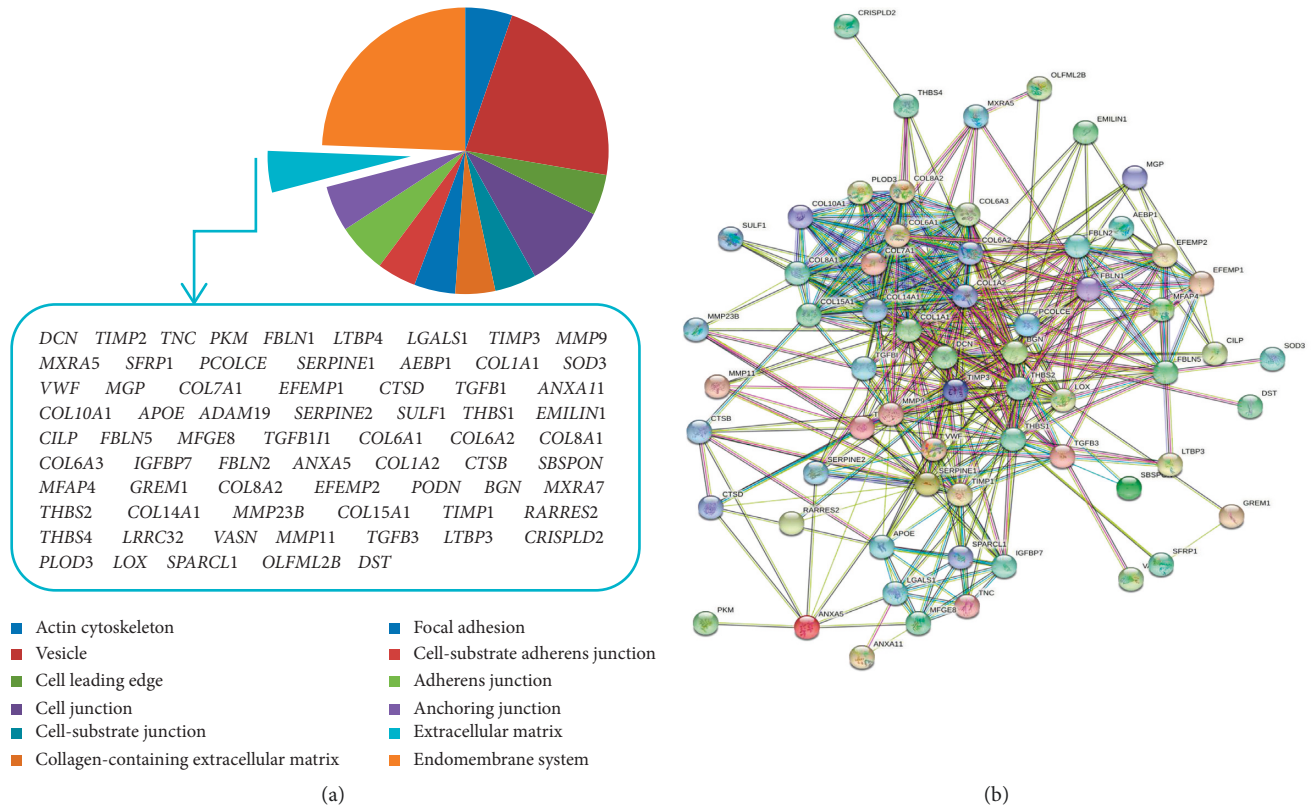 DCN TIMP2 TNC PKM FBLN1 LTBP4 LGALS1 TIMP3 MMP9
MXRA5 SFRP1 PCOLCE SERPINE1 AEBP1 COL1A1 SOD3
VWF MGP COL7A1 EFEMP1 CTSD TGFB1 ANXA11
COL10A1 APOE ADAM19 SERPINE2 SULF1 THBS1 EMILIN1
CILP FBLN5 MFGE8 TGFB1I1 COL6A1 COL6A2 COL8A1
COL6A3 IGFBP7 FBLN2 ANXA5 COL1A2 CTSB SBSPON
MFAP4 GREM1 COL8A2 EFEMP2 PODN BGN MXRA7
THBS2 COL14A1 MMP23B COL15A1 TIMP1 RARRES2
THBS4 LRRC32 VASN MMP11 TGFB3 LTBP3 CRISPLD2
PLOD3 LOX SPARCL1 OLFML2B DST
Actin cytoskeleton
Vesicle
Cell leading edge
Cell junction
Cell-substrate junction
Collagen-containing extracellular matrix
Focal adhesion
Cell-substrate adherens junction
Adherens junction
Anchoring junction
Extracellular matrix
Endomembrane system
(a)
CRISPLD2
OLFML2B
THBS4
MXRA5
EMILIN1
MGP
PLOD3
COL8A2
COL10A1
COL6A3
COL6A1
AEBP1
SULF1
COL6A2
FBLN2
EFEMP2
COL7A1
COL8A1
FBLN1
EFEMP1
COL1A2
COL14A1
MFAP4
COL15A1
PCOLCE
MMP23B
COL1A1
BGN
CILP
SOD3
DCN
TGFBI
FBLN5
THBS2
TIMP3
MMP11
LOX
DST
MMP9
CTSB
THBS1
VWF
TGFB3
LTBP3
SERPINE2
SERPINE1
TIMP1
CTSD
GREM1
RARRES2
APOE
SPARCL1
IGFBP7
SFRP1
LGALS1
TNC
PKM
ANXA5
MFGE8
ANXA11
(b)